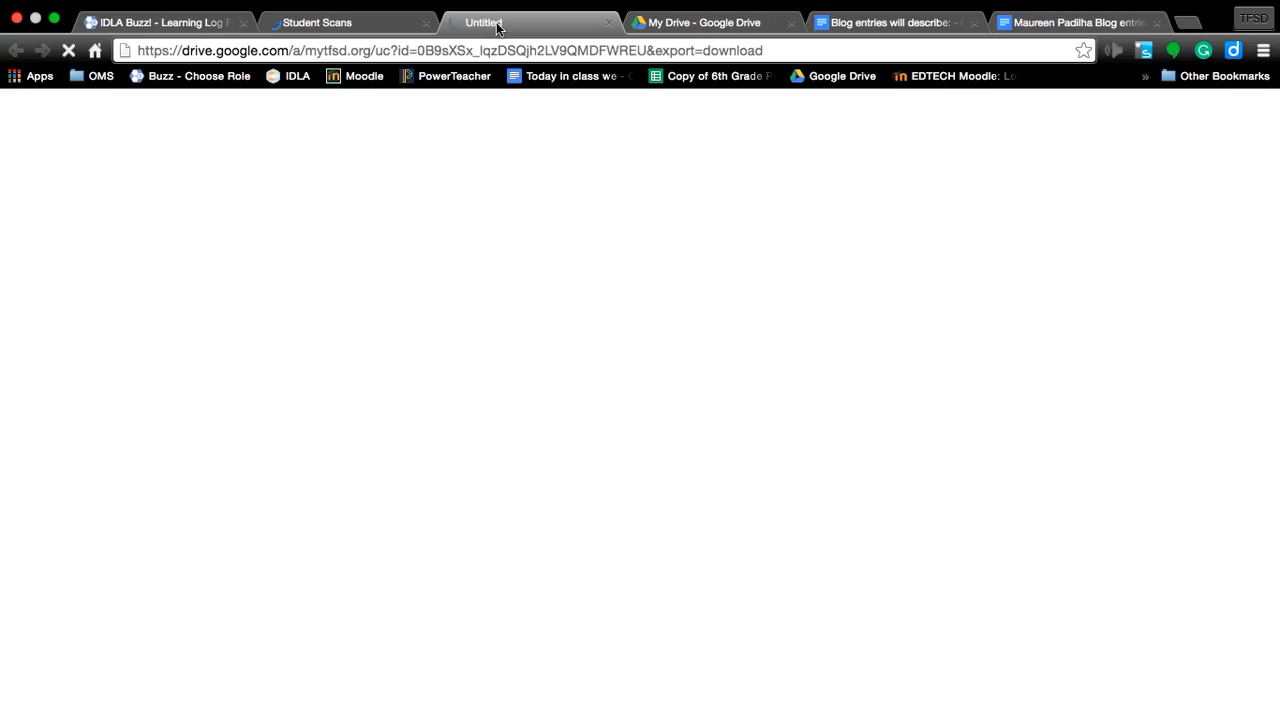 IDLA Buzz! - Learning Log F
Student Scans
Untitled
My Drive - Google Drive
Blog entries will describe: - G
Maureen Padilha Blog entrie
TFSD
https://drive.google.com/a/mytfsd.org/uc?id=0B9sXSx_lqzDSQjh2LV9QMDFWREU&export=download
Apps
OMS
Buzz - Choose Role
IDLA
Moodle
PowerTeacher
Today in class we - G
Copy of 6th Grade P
Google Drive
EDTECH Moodle: Lo
»
Other Bookmarks